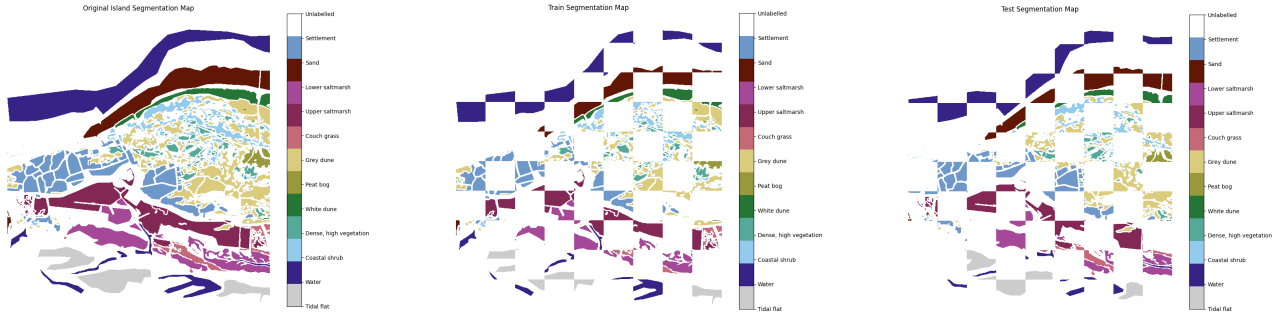 Original Island Segmentation Map
Unlabelled
Settlement
Sand
Lower saltmarsh
Upper saltmarsh
Couch grass
Grey dune
Peat bog
White dune
Dense, high vegetation
Coastal shrub
Water
Tidal flat
Train Segmentation Map
Unlabelled
Settlement
Sand
Lower saltmarsh
Upper saltmarsh
Couch grass
Grey dune
Peat bog
White dune
Dense, high vegetation
Coastal shrub
Water
Tidal flat
Test Segmentation Map
Unlabelled
Settlement
Sand
Lower saltmarsh
Upper saltmarsh
Couch grass
Grey dune
Peat bog
White dune
Dense, high vegetation
Coastal shrub
Water
Tidal flat